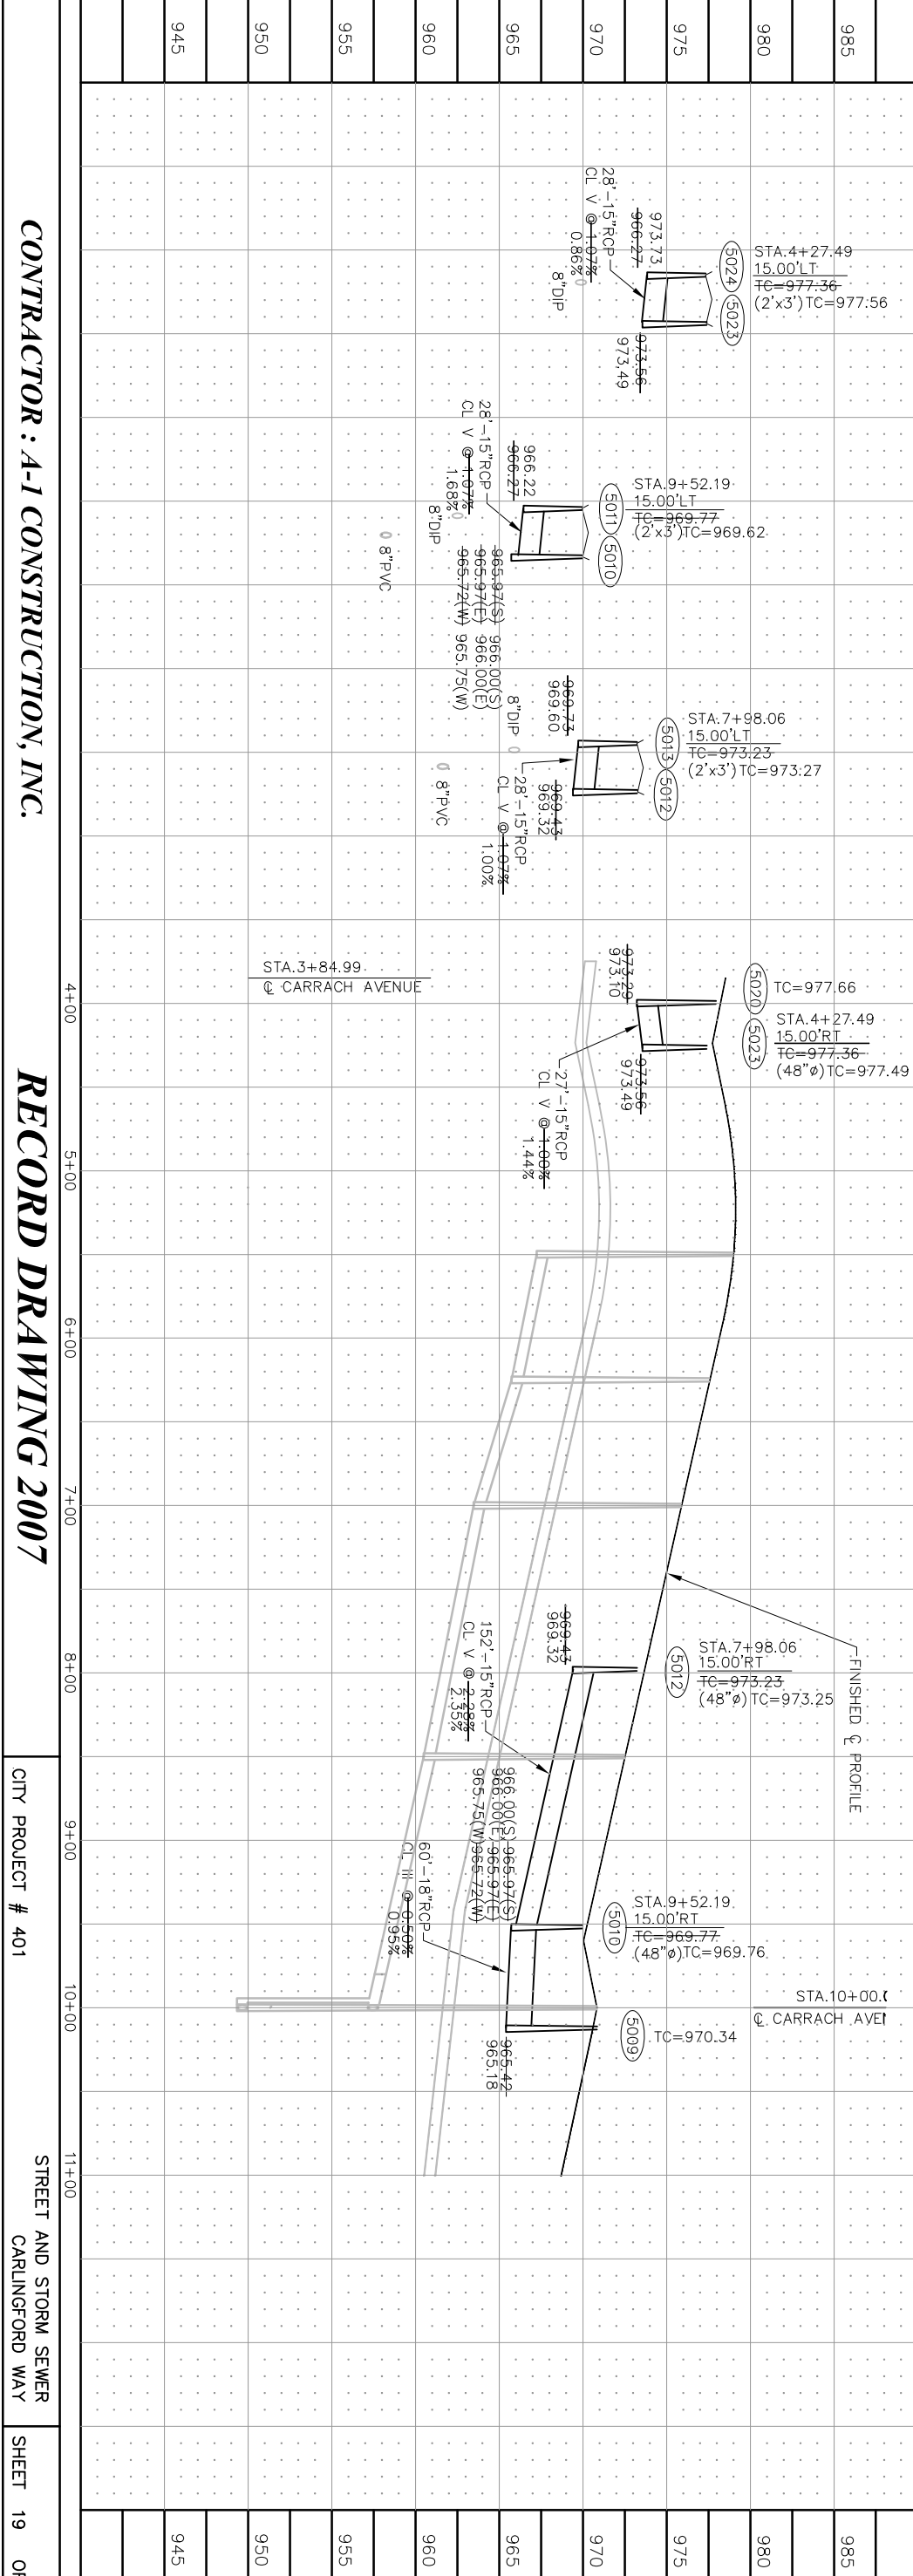 985
980
975
970
965
960
955
950
945
STA.4+27.49
15.00'LT
TC=977.36
(2'x3')TC=977.56
5024
5023
973.73
966.27
28'-15"RCP
CL V @ 1.07%
0.86%
8"DIP
973.56
973.49
STA.9+52.19
15.00'LT
TC=969.77
(2'x3')TC=969.62
5011
5010
966.22
966.27
28'-15"RCP
CL V @ 1.07%
1.68%
8"DIP
8"PVC
965.97(S) 966.00(S)
965.97(E) 966.00(E)
965.72(W) 965.75(W)
STA.7+98.06
15.00'LT
TC=973.23
(2'x3')TC=973.27
5013
5012
969.73
969.60
8"DIP
969.43
969.32
28'-15"RCP
CL V @ 1.07%
1.00%
8"PVC
STA.3+84.99
℄ CARRACH AVENUE
5020
TC=977.66
STA.4+27.49
15.00'RT
TC=977.36
(48"ø)TC=977.49
5023
973.29
973.10
973.56
973.49
27'-15"RCP
CL V @ 1.00%
1.44%
FINISHED ℄ PROFILE
STA.7+98.06
15.00'RT
TC=973.23
(48"ø)TC=973.25
5012
969.43
969.32
152'-15"RCP
CL V @ 2.28%
2.35%
966.00(S) 965.97(S)
966.00(E) 965.97(E)
965.75(W) 965.72(W)
STA.9+52.19
15.00'RT
TC=969.77
(48"ø)TC=969.76
5010
60'-18"RCP
CL III @ 0.50%
0.95%
STA.10+00.
℄ CARRACH
5009
TC=970.34
965.42
965.18
985
980
975
970
965
960
955
950
945
4+00 5+00 6+00 7+00 8+00 9+00 10+00 11+00
CONTRACTOR : A-1 CONSTRUCTION, INC.
RECORD DRAWING 2007
CITY PROJECT # 401
STREET AND STORM SEWER
CARLINGFORD WAY
SHEET 19